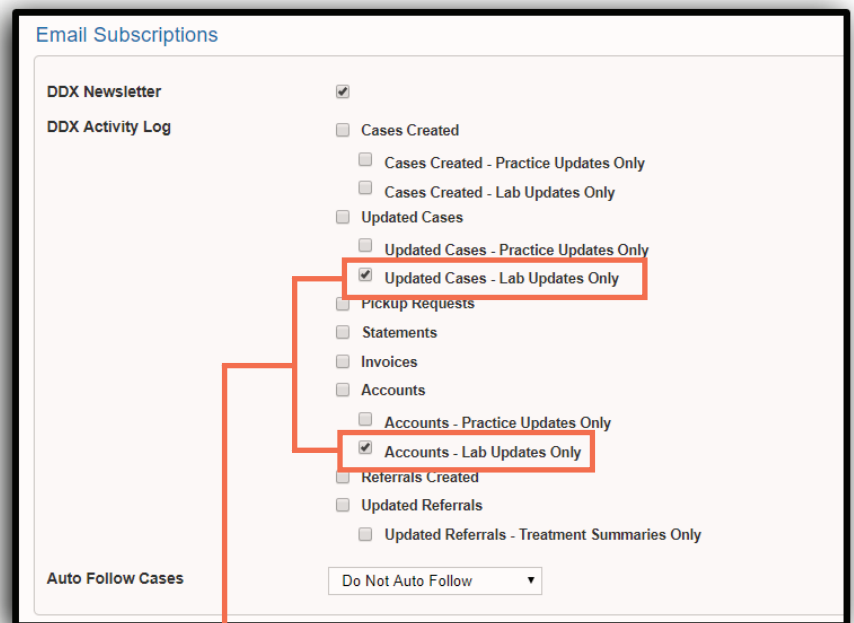 Email Subscriptions
DDX Newsletter
DDX Activity Log
Cases Created
Cases Created - Practice Updates Only
Cases Created - Lab Updates Only
Updated Cases
Updated Cases - Practice Updates Only
Updated Cases - Lab Updates Only
Pickup Requests
Statements
Invoices
Accounts
Accounts - Practice Updates Only
Accounts - Lab Updates Only
Referrals Created
Updated Referrals
Updated Referrals - Treatment Summaries Only
Auto Follow Cases Do Not Auto Follow